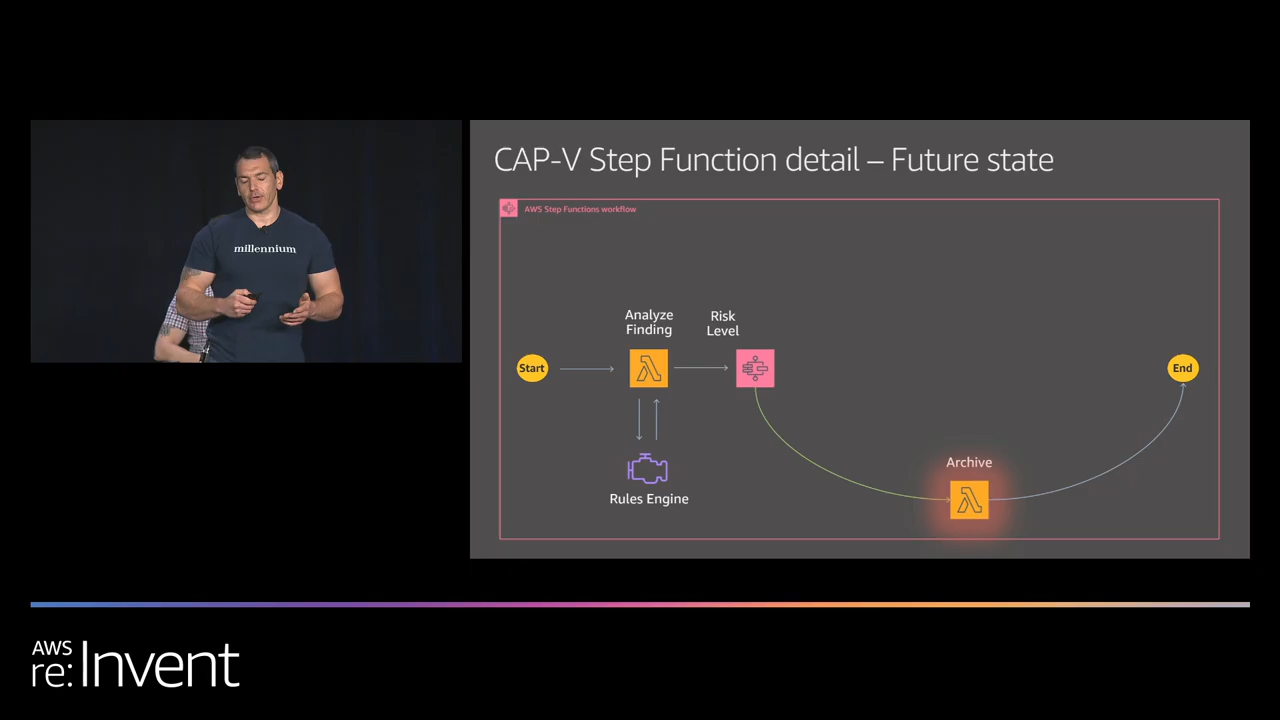 millennium
CAP-V Step Function detail – Future state
AWS Step Functions workflow
Analyze
Finding
Risk
Level
Start
End
Rules Engine
Archive
AWS
re:Invent